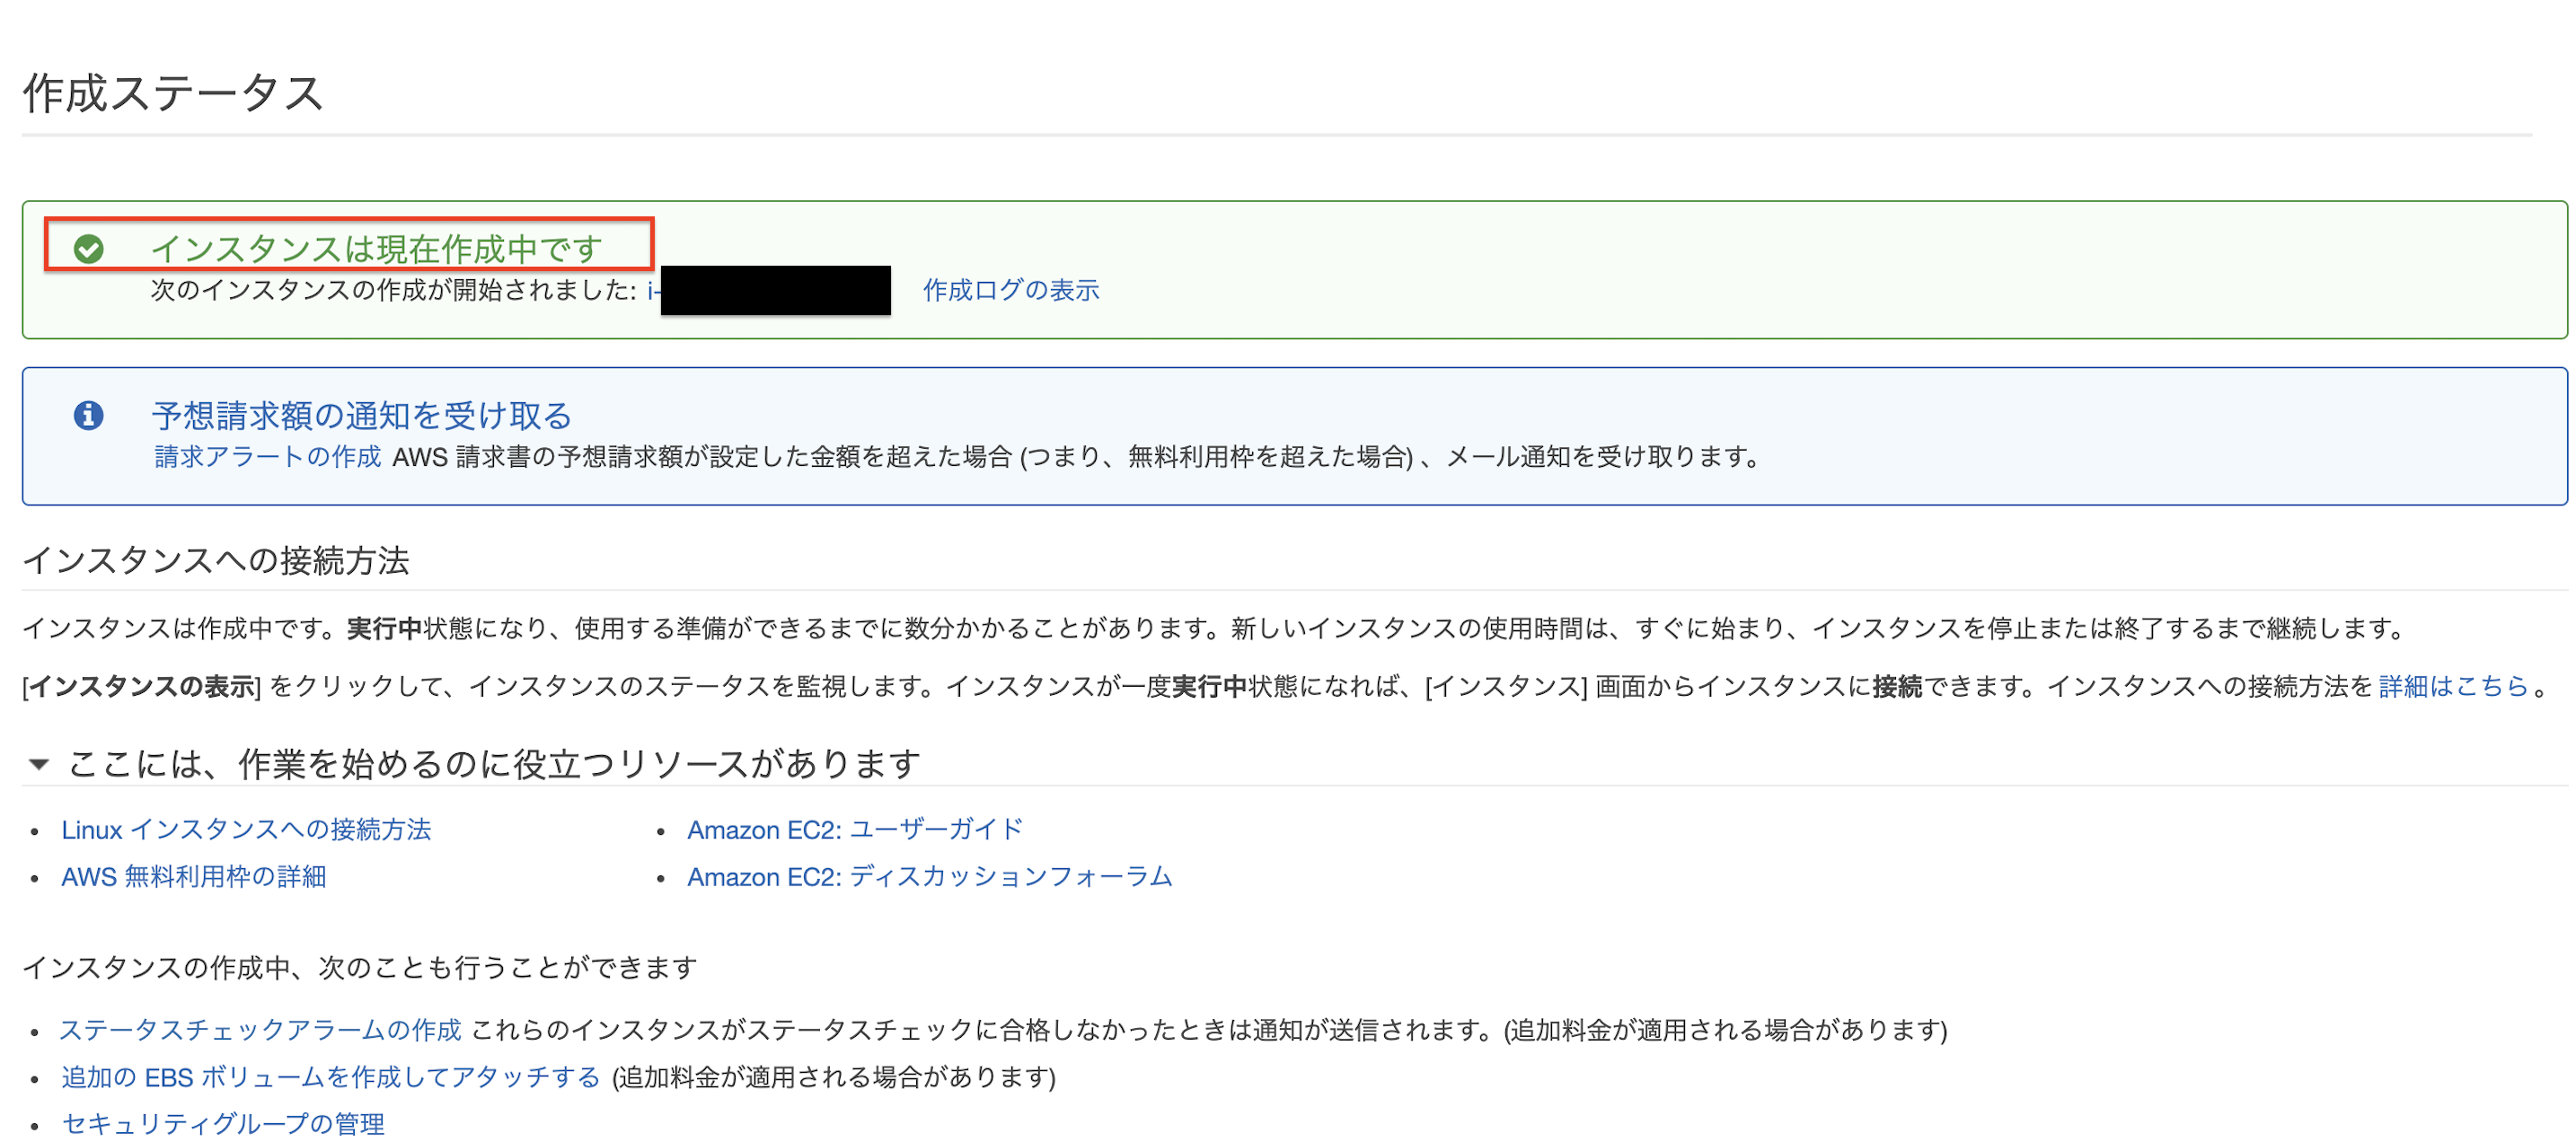 作成ステータス
インスタンスは現在作成中です
次のインスタンスの作成が開始されました: i- 作成ログの表示
予想請求額の通知を受け取る
請求アラートの作成 AWS 請求書の予想請求額が設定した金額を超えた場合 (つまり、無料利用枠を超えた場合) 、メール通知を受け取ります。
インスタンスへの接続方法
インスタンスは作成中です。実行中状態になり、使用する準備ができるまでに数分かかることがあります。新しいインスタンスの使用時間は、すぐに始まり、インスタンスを停止または終了するまで継続します。
[インスタンスの表示] をクリックして、インスタンスのステータスを監視します。インスタンスが一度実行中状態になれば、[インスタンス] 画面からインスタンスに接続できます。インスタンスへの接続方法を 詳細はこちら 。
ここには、作業を始めるのに役立つリソースがあります
• Linux インスタンスへの接続方法
• AWS 無料利用枠の詳細
• Amazon EC2: ユーザーガイド
• Amazon EC2: ディスカッションフォーラム
インスタンスの作成中、次のことも行うことができます
• ステータスチェックアラームの作成 これらのインスタンスがステータスチェックに合格しなかったときは通知が送信されます。(追加料金が適用される場合があります)
• 追加の EBS ボリュームを作成してアタッチする (追加料金が適用される場合があります)
• セキュリティグループの管理